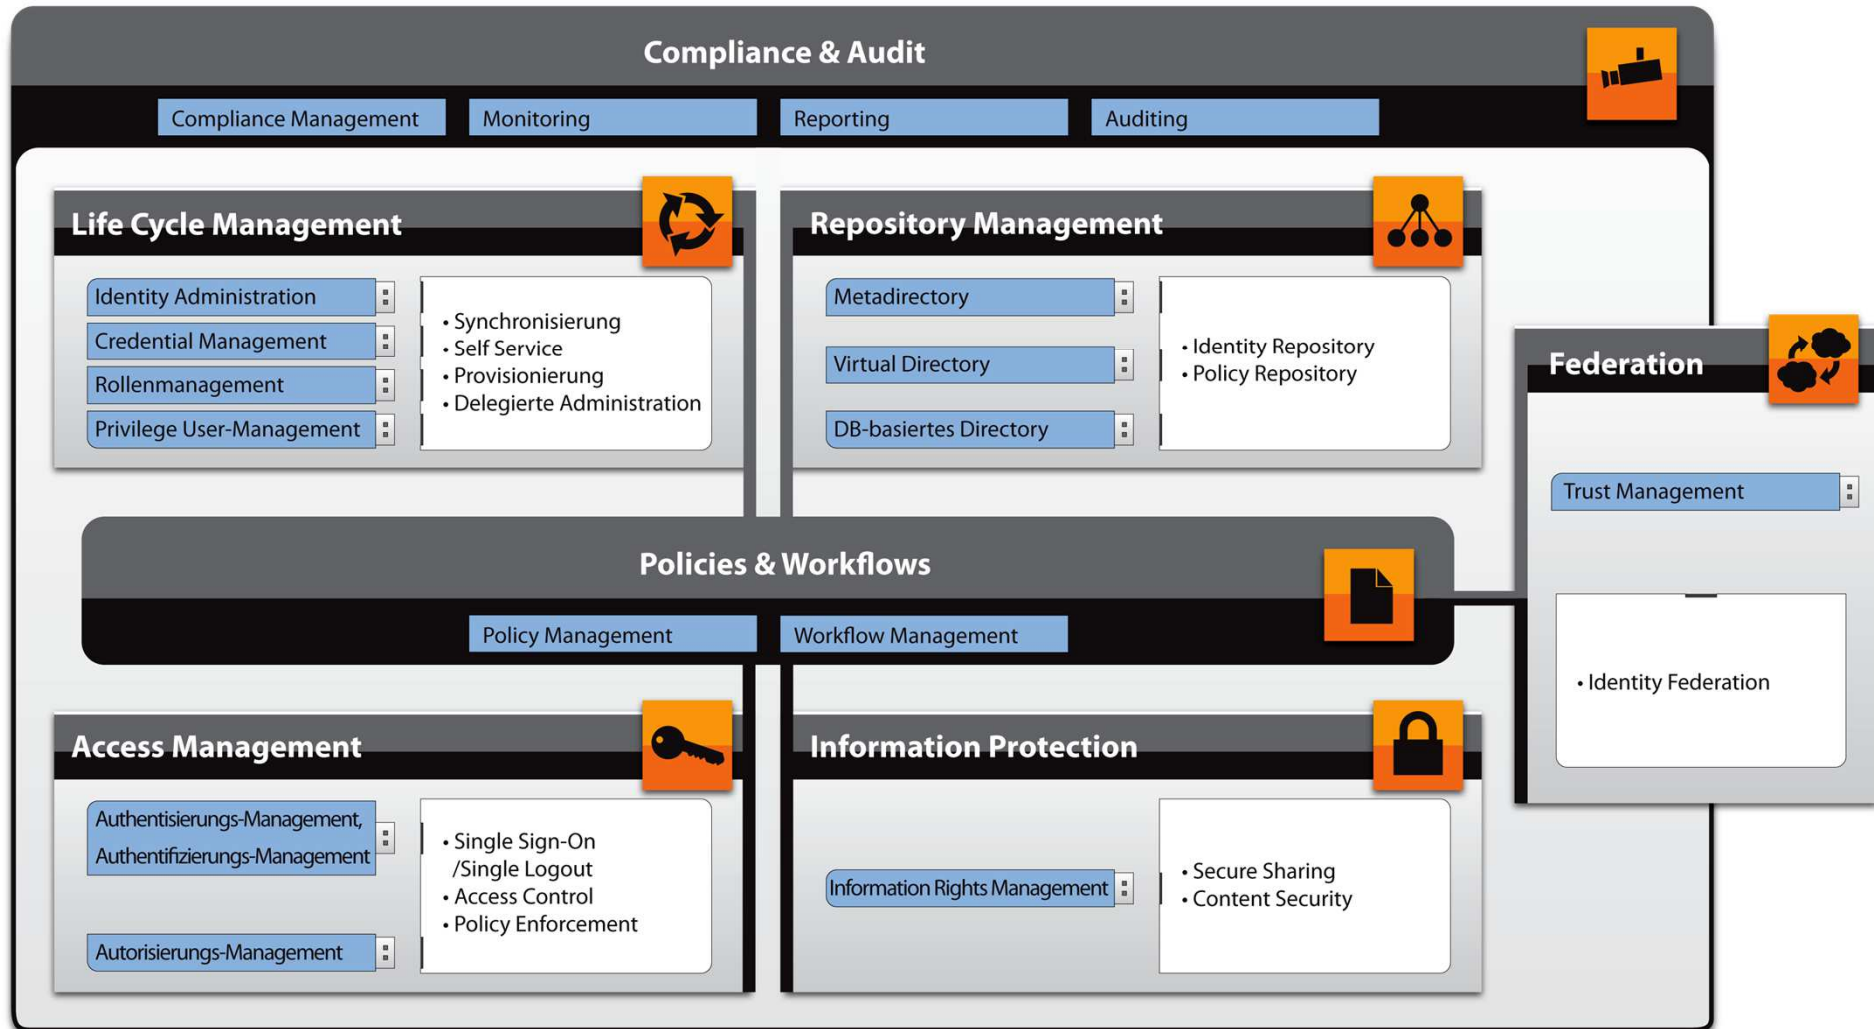 Compliance & Audit
Compliance Management
Monitoring
Reporting
Auditing
Life Cycle Management
Identity Administration
Credential Management
Rollenmanagement
Privilege User-Management
• Synchronisierung
• Self Service
• Provisionierung
• Delegierte Administration
Repository Management
Metadirectory
Virtual Directory
DB-basiertes Directory
• Identity Repository
• Policy Repository
Federation
Trust Management
• Identity Federation
Policies & Workflows
Policy Management
Workflow Management
Access Management
Authentisierungs-Management,
Authentifizierungs-Management
Autorisierungs-Management
• Single Sign-On
/Single Logout
• Access Control
• Policy Enforcement
Information Protection
Information Rights Management
• Secure Sharing
• Content Security